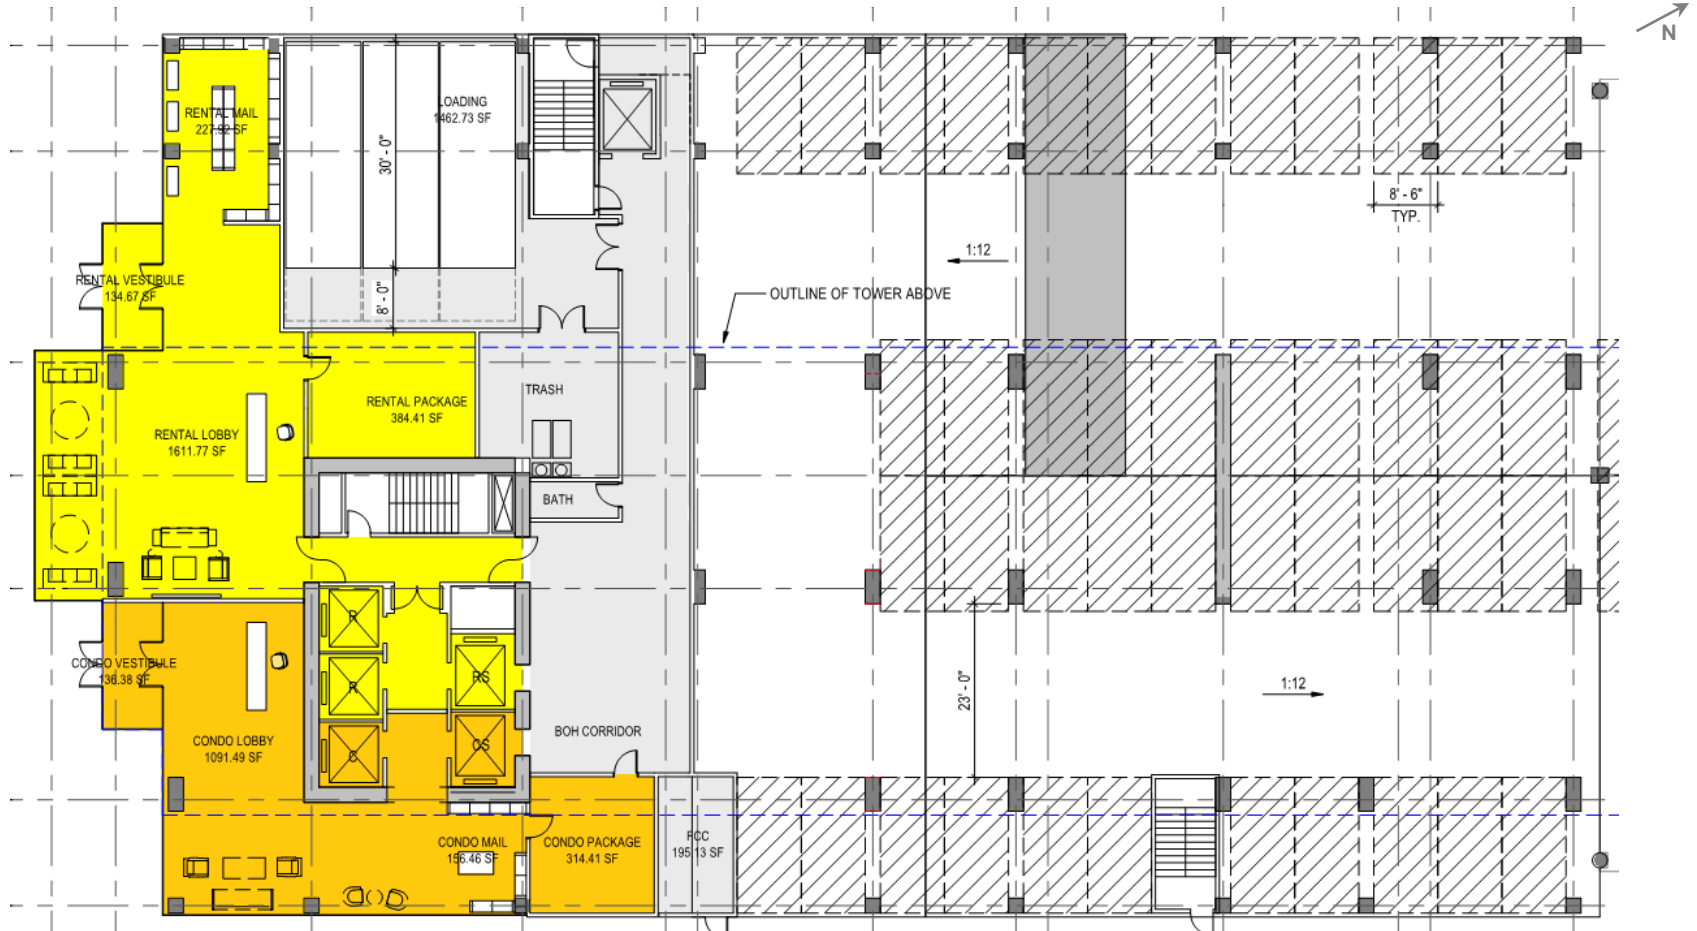 N
RENTAL MAIL
227.92 SF
LOADING
1462.73 SF
30' - 0"
8' - 6"
TYP.
1:12
RENTAL VESTIBULE
134.67 SF
8' - 0"
OUTLINE OF TOWER ABOVE
TRASH
RENTAL PACKAGE
384.41 SF
RENTAL LOBBY
1611.77 SF
BATH
R
R
RS
CONDO VESTIBULE
136.38 SF
23' - 0"
1:12
CONDO LOBBY
1091.49 SF
C
CS
BOH CORRIDOR
CONDO MAIL
156.46 SF
CONDO PACKAGE
314.41 SF
FCC
195.13 SF